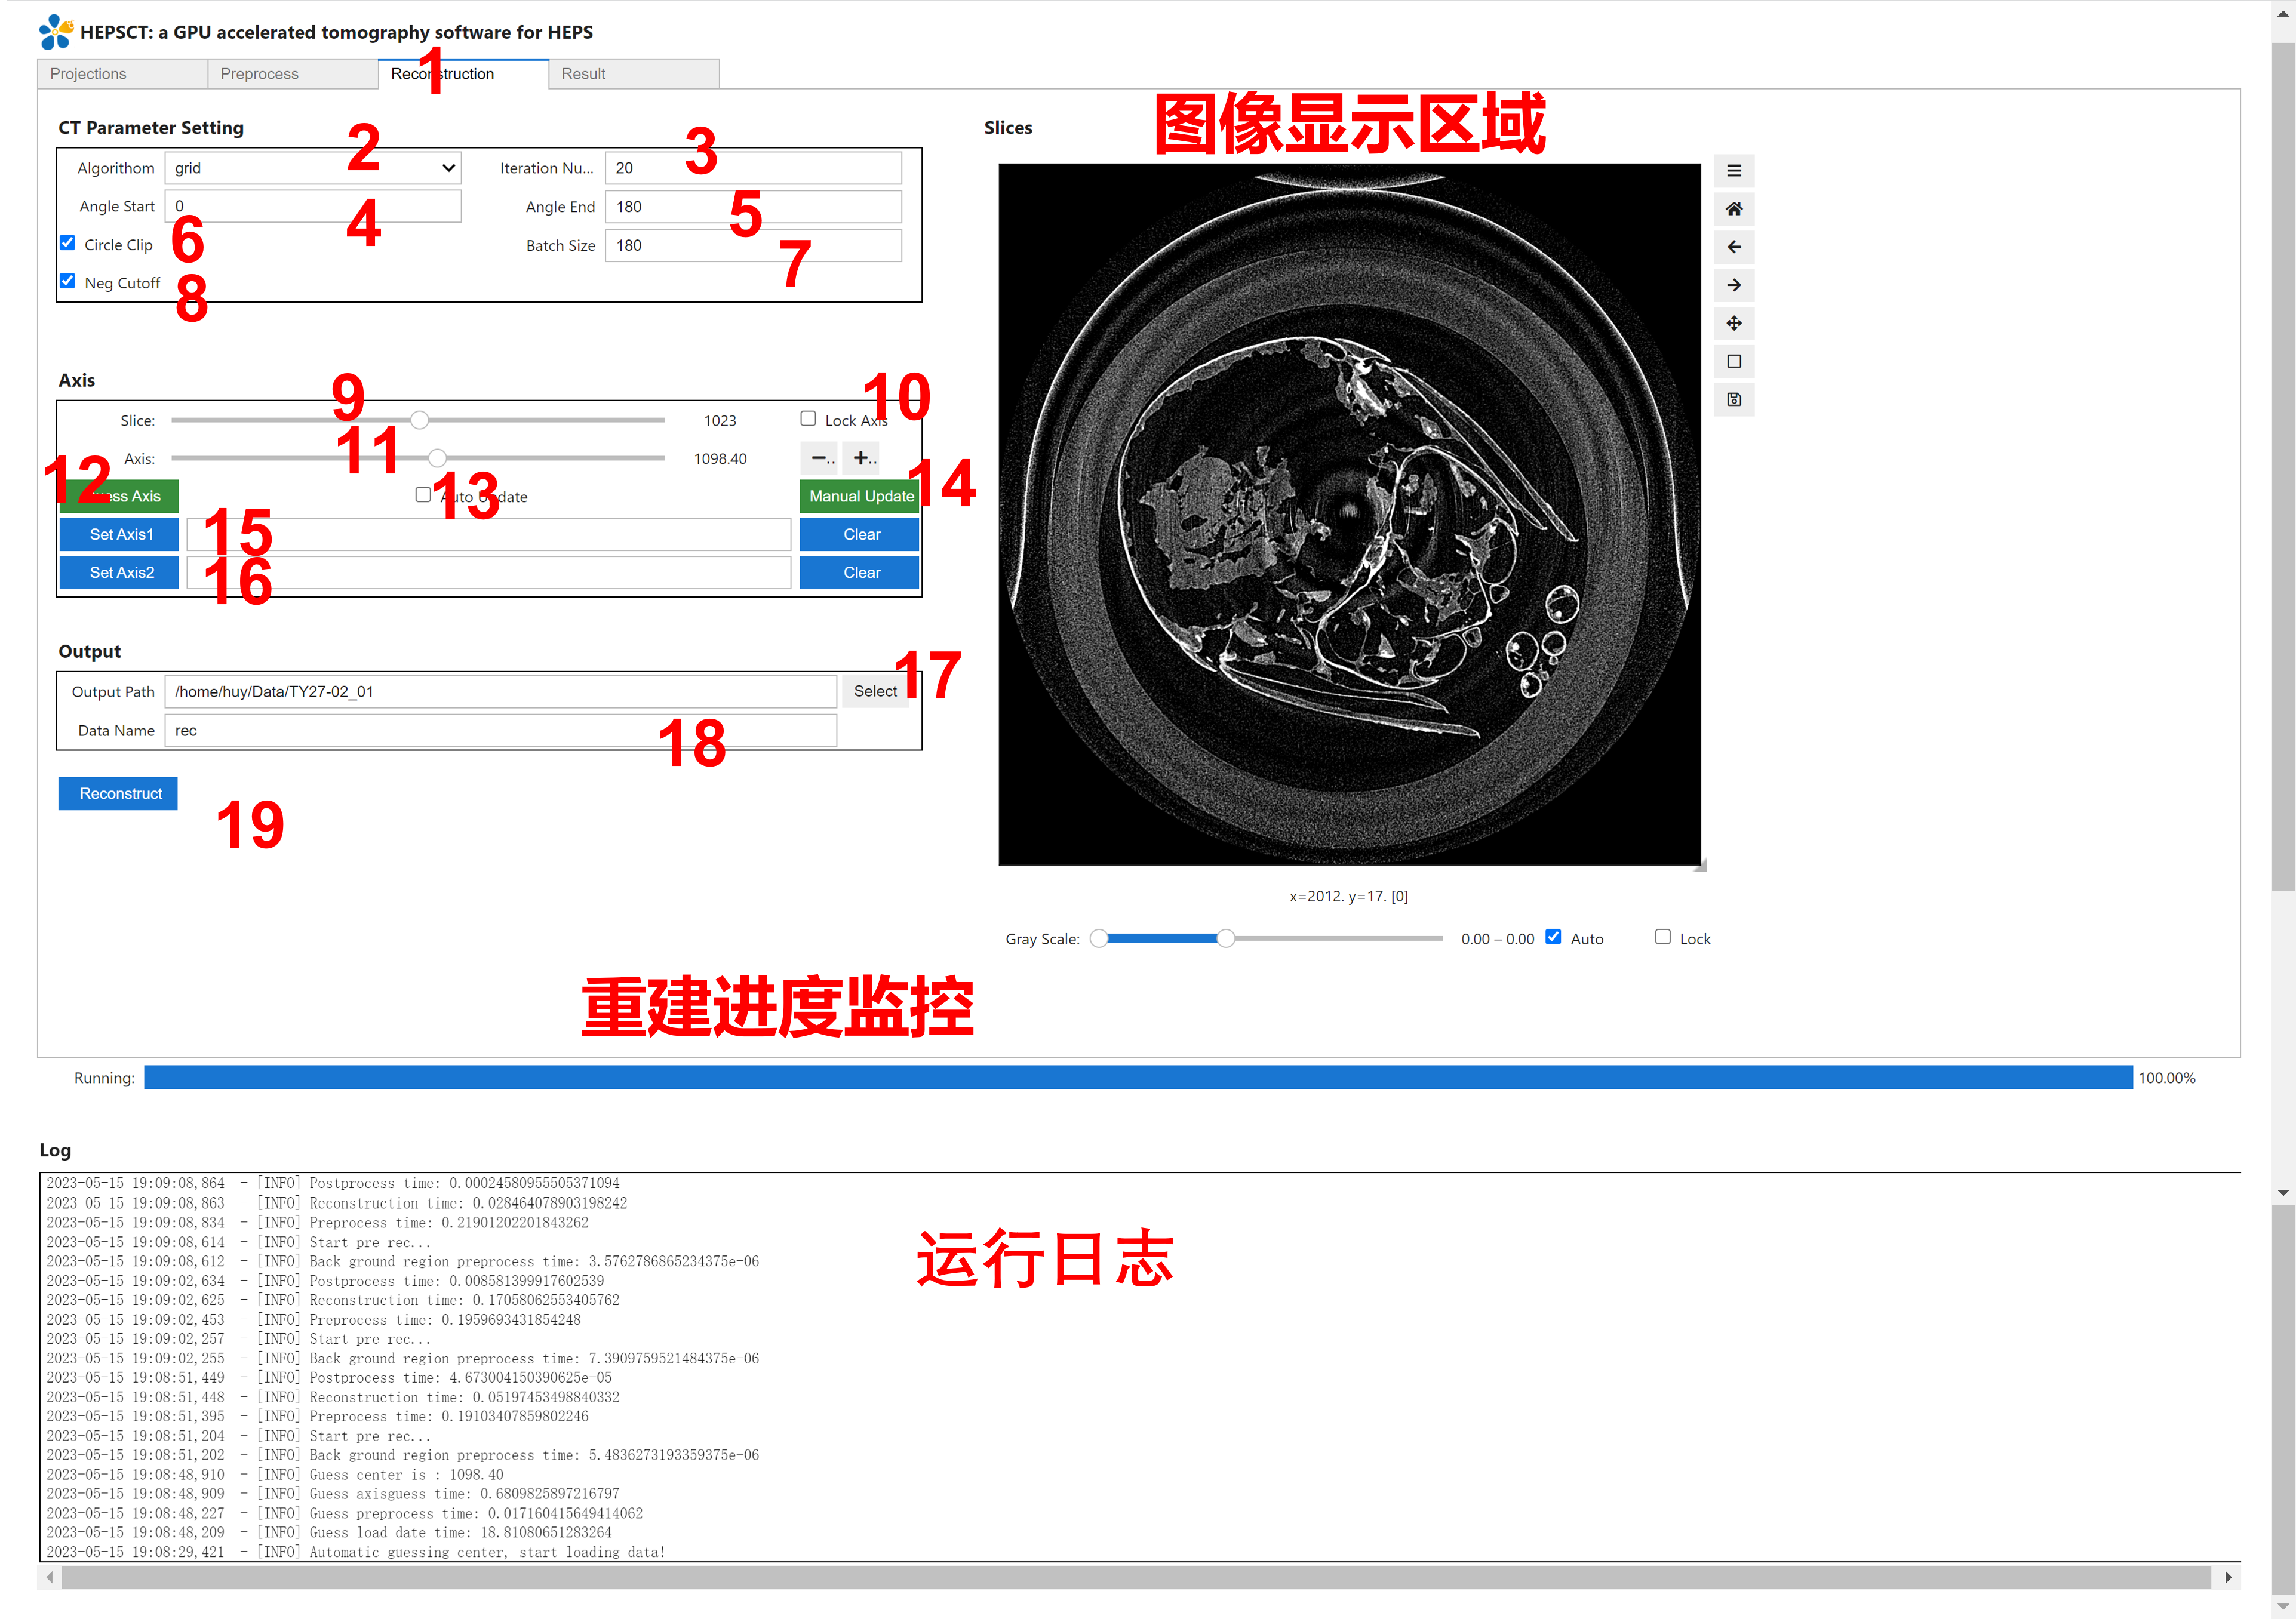 HEPSCT: a GPU accelerated tomography software for HEPS
Projections
Preprocess
Reconstruction
Result
1
CT Parameter Setting
Algorithom
grid
2
Iteration Nu...
20
3
Angle Start
0
4
Angle End
180
5
Circle Clip
6
Batch Size
180
7
Neg Cutoff
8
Axis
Slice:
9
1023
Lock Axis
10
Axis:
11
1098.40
− ..
+ ..
12
Auto Update
13
Manual Update
14
Set Axis1
15
Clear
Set Axis2
16
Clear
Output
Output Path
/home/huy/Data/TY27-02_01
Select
17
Data Name
rec
18
Reconstruct
19
Slices
图像显示区域
x=2012. y=17. [0]
Gray Scale:
0.00 – 0.00
Auto
Lock
重建进度监控
Running:
100.00%
Log
2023-05-15 19:09:08,864 - [INFO] Postprocess time: 0.00024580955505371094
2023-05-15 19:09:08,863 - [INFO] Reconstruction time: 0.028464078903198242
2023-05-15 19:09:08,834 - [INFO] Preprocess time: 0.21901202201843262
2023-05-15 19:09:08,614 - [INFO] Start pre rec...
2023-05-15 19:09:08,612 - [INFO] Back ground region preprocess time: 3.5762786865234375e-06
2023-05-15 19:09:02,634 - [INFO] Postprocess time: 0.008581399917602539
2023-05-15 19:09:02,625 - [INFO] Reconstruction time: 0.17058062553405762
2023-05-15 19:09:02,453 - [INFO] Preprocess time: 0.1959693431854248
2023-05-15 19:09:02,257 - [INFO] Start pre rec...
2023-05-15 19:09:02,255 - [INFO] Back ground region preprocess time: 7.3909759521484375e-06
2023-05-15 19:08:51,449 - [INFO] Postprocess time: 4.673004150390625e-05
2023-05-15 19:08:51,448 - [INFO] Reconstruction time: 0.05197453498840332
2023-05-15 19:08:51,395 - [INFO] Preprocess time: 0.19103407859802246
2023-05-15 19:08:51,204 - [INFO] Start pre rec...
2023-05-15 19:08:51,202 - [INFO] Back ground region preprocess time: 5.4836273193359375e-06
2023-05-15 19:08:48,910 - [INFO] Guess center is : 1098.40
2023-05-15 19:08:48,909 - [INFO] Guess axisguess time: 0.6809825897216797
2023-05-15 19:08:48,227 - [INFO] Guess preprocess time: 0.017160415649414062
2023-05-15 19:08:48,209 - [INFO] Guess load date time: 18.81080651283264
2023-05-15 19:08:29,421 - [INFO] Automatic guessing center, start loading data!
运行日志